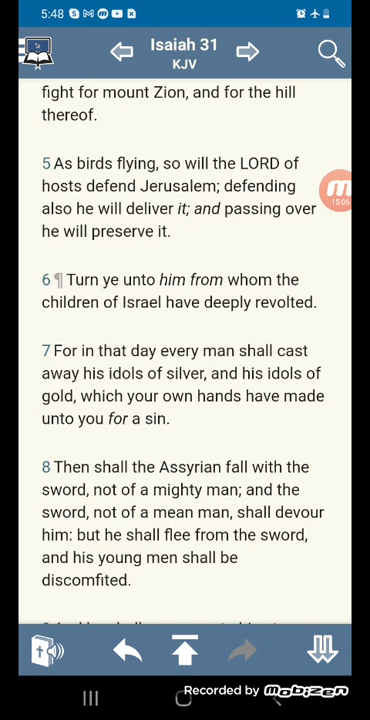 5:48
Isaiah 31
KJV
fight for mount Zion, and for the hill
thereof.
5 As birds flying, so will the LORD of
hosts defend Jerusalem; defending
also he will deliver it; and passing over
he will preserve it.
15:06
6 ¶ Turn ye unto him from whom the
children of Israel have deeply revolted.
7 For in that day every man shall cast
away his idols of silver, and his idols of
gold, which your own hands have made
unto you for a sin.
8 Then shall the Assyrian fall with the
sword, not of a mighty man; and the
sword, not of a mean man, shall devour
him: but he shall flee from the sword,
and his young men shall be
discomfited.
Recorded by mobizen